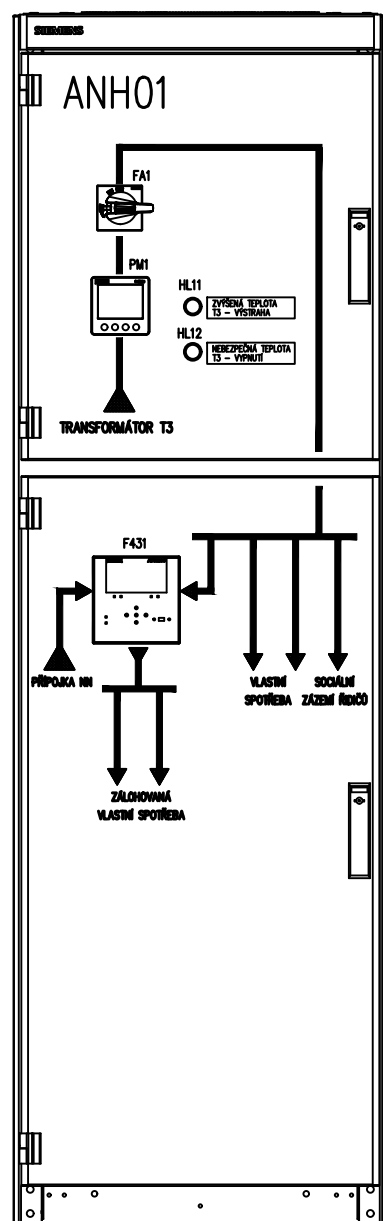 SIEMENS
ANH01
FA1
PM1
HL11
ZVÝŠENÁ TEPLOTA
T3 - VÝSTRAHA
HL12
NEBEZPEČNÁ TEPLOTA
T3 - VYPNUTÍ
TRANSFORMÁTOR T3
F431
PŘÍPOJKA NN
VLASTNÍ
SPOTŘEBA
SOCIÁLNÍ
ZÁZEMÍ ŘIDIČŮ
ZÁLOHOVANÁ
VLASTNÍ SPOTŘEBA